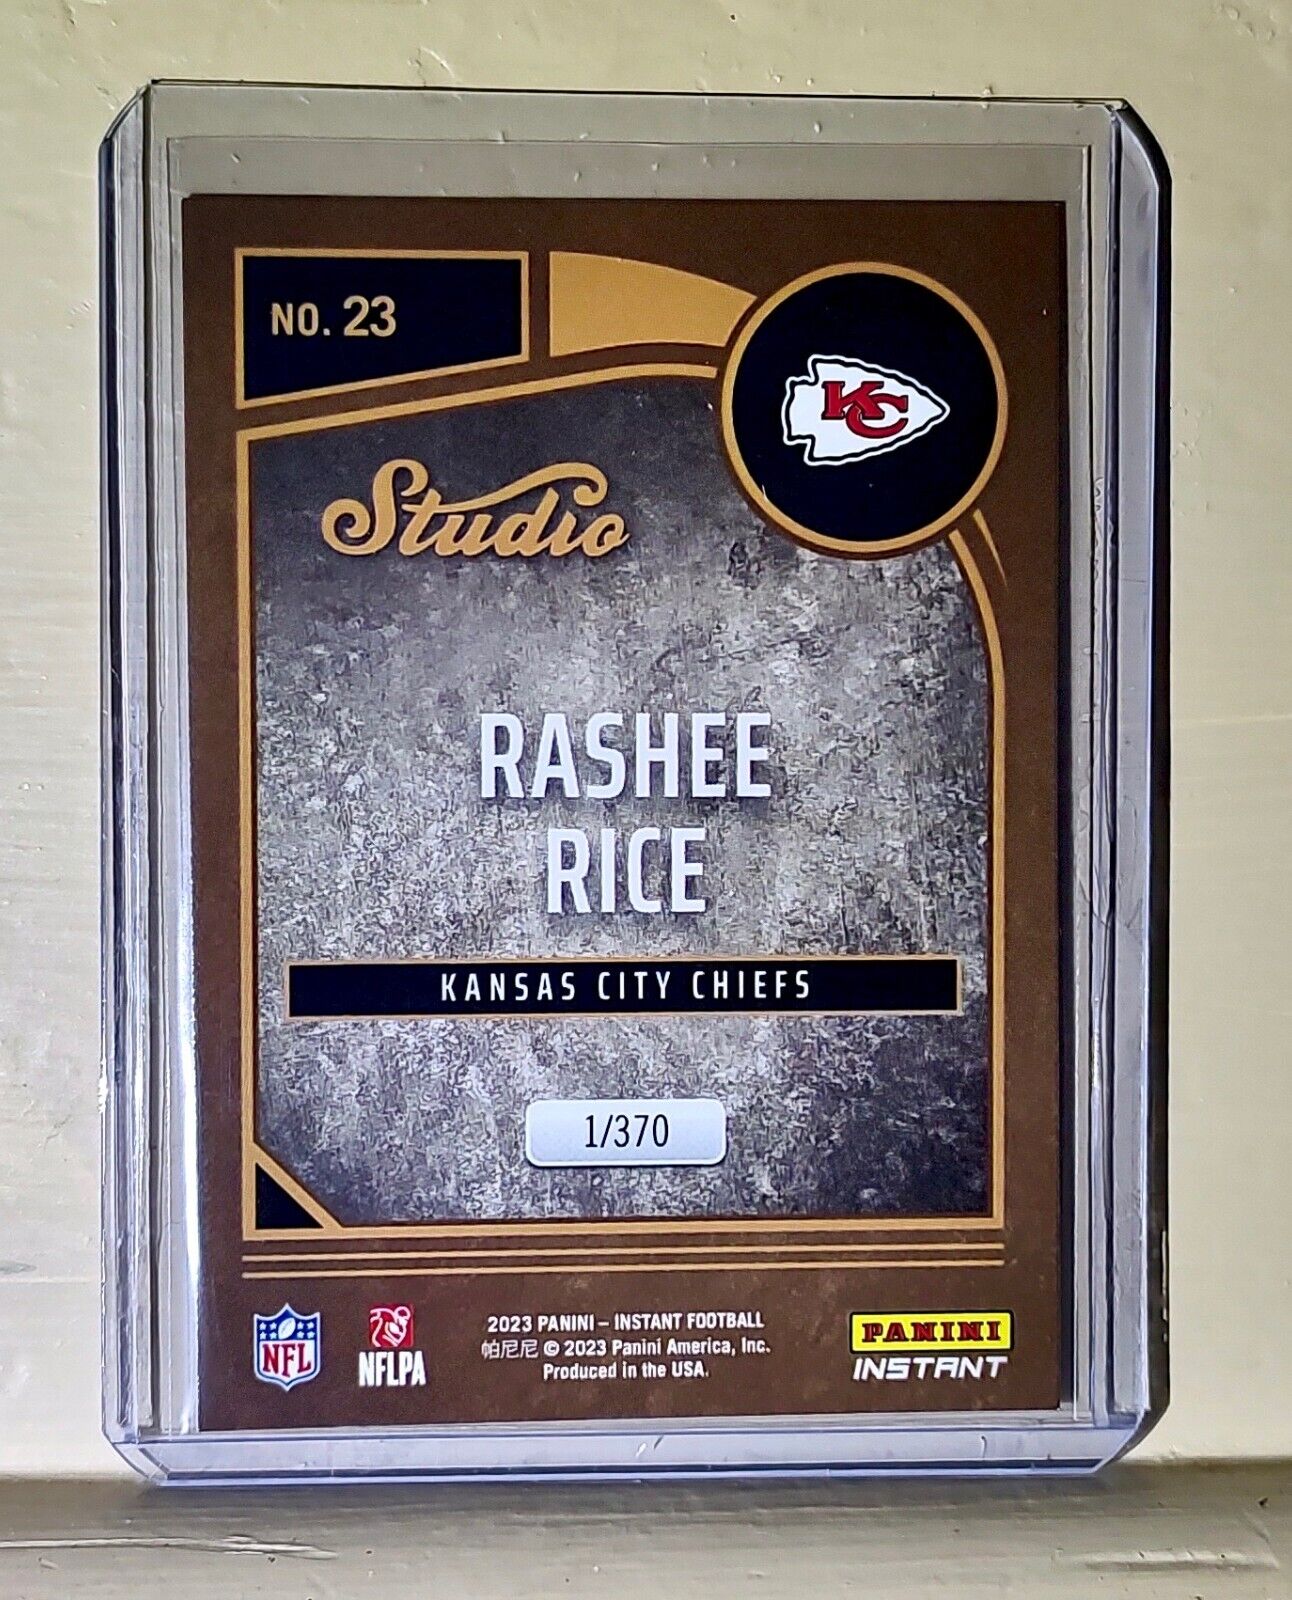 NO. 23
KC
Studio
RASHEE
RICE
KANSAS CITY CHIEFS
1/370
NFL
NFLPA
2023 PANINI – INSTANT FOOTBALL
帕尼尼 © 2023 Panini America, Inc.
Produced in the USA.
PANINI
INSTANT